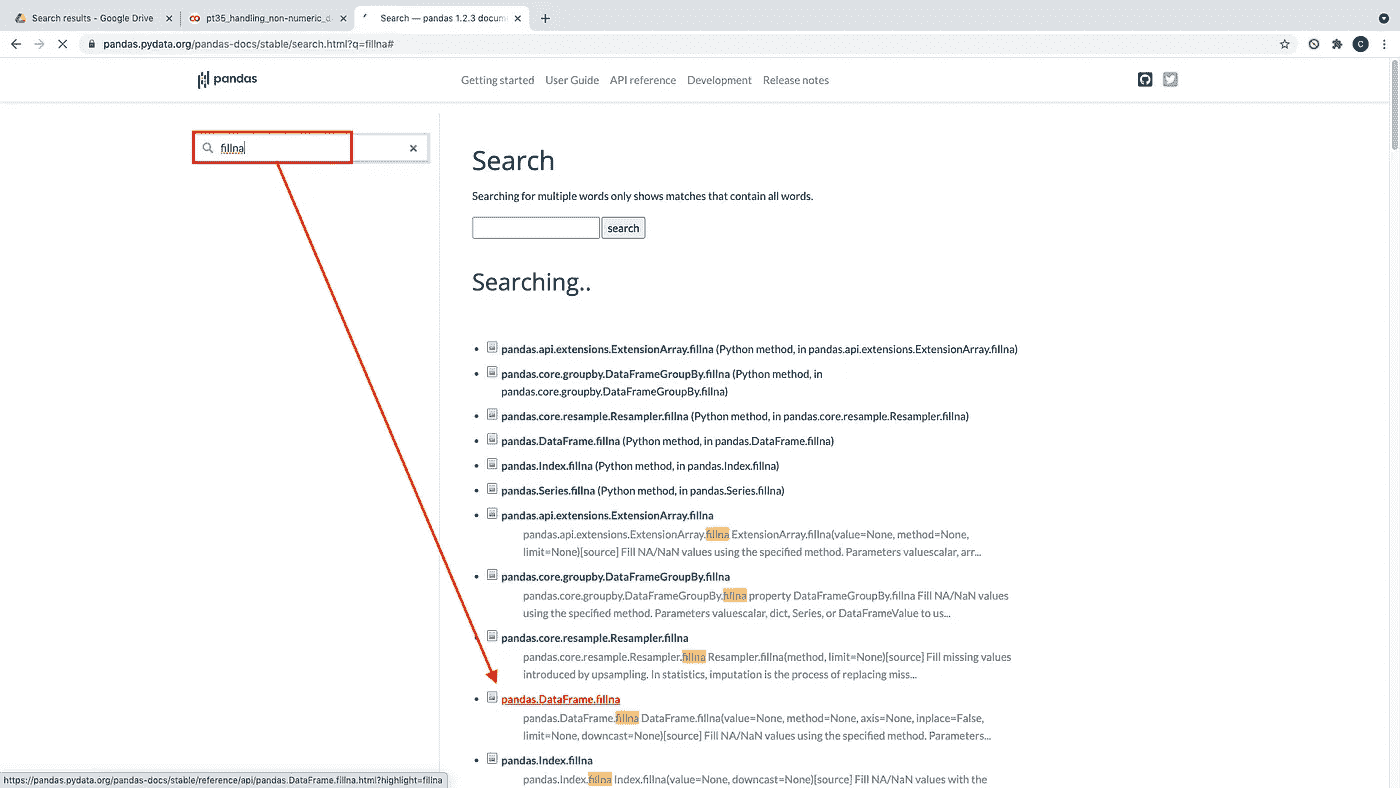 Search results - Google Drive
pt35_handling_non-numeric_d
Search — pandas 1.2.3 docum
pandas.pydata.org/pandas-docs/stable/search.html?q=fillna#
C
pandas
Getting started User Guide API reference Development Release notes
fillna
Search
Searching for multiple words only shows matches that contain all words.
search
Searching..
pandas.api.extensions.ExtensionArray.fillna (Python method, in pandas.api.extensions.ExtensionArray.fillna)
pandas.core.groupby.DataFrameGroupBy.fillna (Python method, in
pandas.core.groupby.DataFrameGroupBy.fillna)
pandas.core.resample.Resampler.fillna (Python method, in pandas.core.resample.Resampler.fillna)
pandas.DataFrame.fillna (Python method, in pandas.DataFrame.fillna)
pandas.Index.fillna (Python method, in pandas.Index.fillna)
pandas.Series.fillna (Python method, in pandas.Series.fillna)
pandas.api.extensions.ExtensionArray.fillna
pandas.api.extensions.ExtensionArray.fillna ExtensionArray.fillna(value=None, method=None,
limit=None)[source] Fill NA/NaN values using the specified method. Parameters valuescalar, arr...
pandas.core.groupby.DataFrameGroupBy.fillna
pandas.core.groupby.DataFrameGroupBy.fillna property DataFrameGroupBy.fillna Fill NA/NaN values
using the specified method. Parameters valuescalar, dict, Series, or DataFrameValue to us...
pandas.core.resample.Resampler.fillna
pandas.core.resample.Resampler.fillna Resampler.fillna(method, limit=None)[source] Fill missing values
introduced by upsampling. In statistics, imputation is the process of replacing miss...
pandas.DataFrame.fillna
pandas.DataFrame.fillna DataFrame.fillna(value=None, method=None, axis=None, inplace=False,
limit=None, downcast=None)[source] Fill NA/NaN values using the specified method. Parameters...
pandas.Index.fillna
pandas.Index.fillna Index.fillna(value=None, downcast=None)[source] Fill NA/NaN values with the
https://pandas.pydata.org/pandas-docs/stable/reference/api/pandas.DataFrame.fillna.html?highlight=fillna